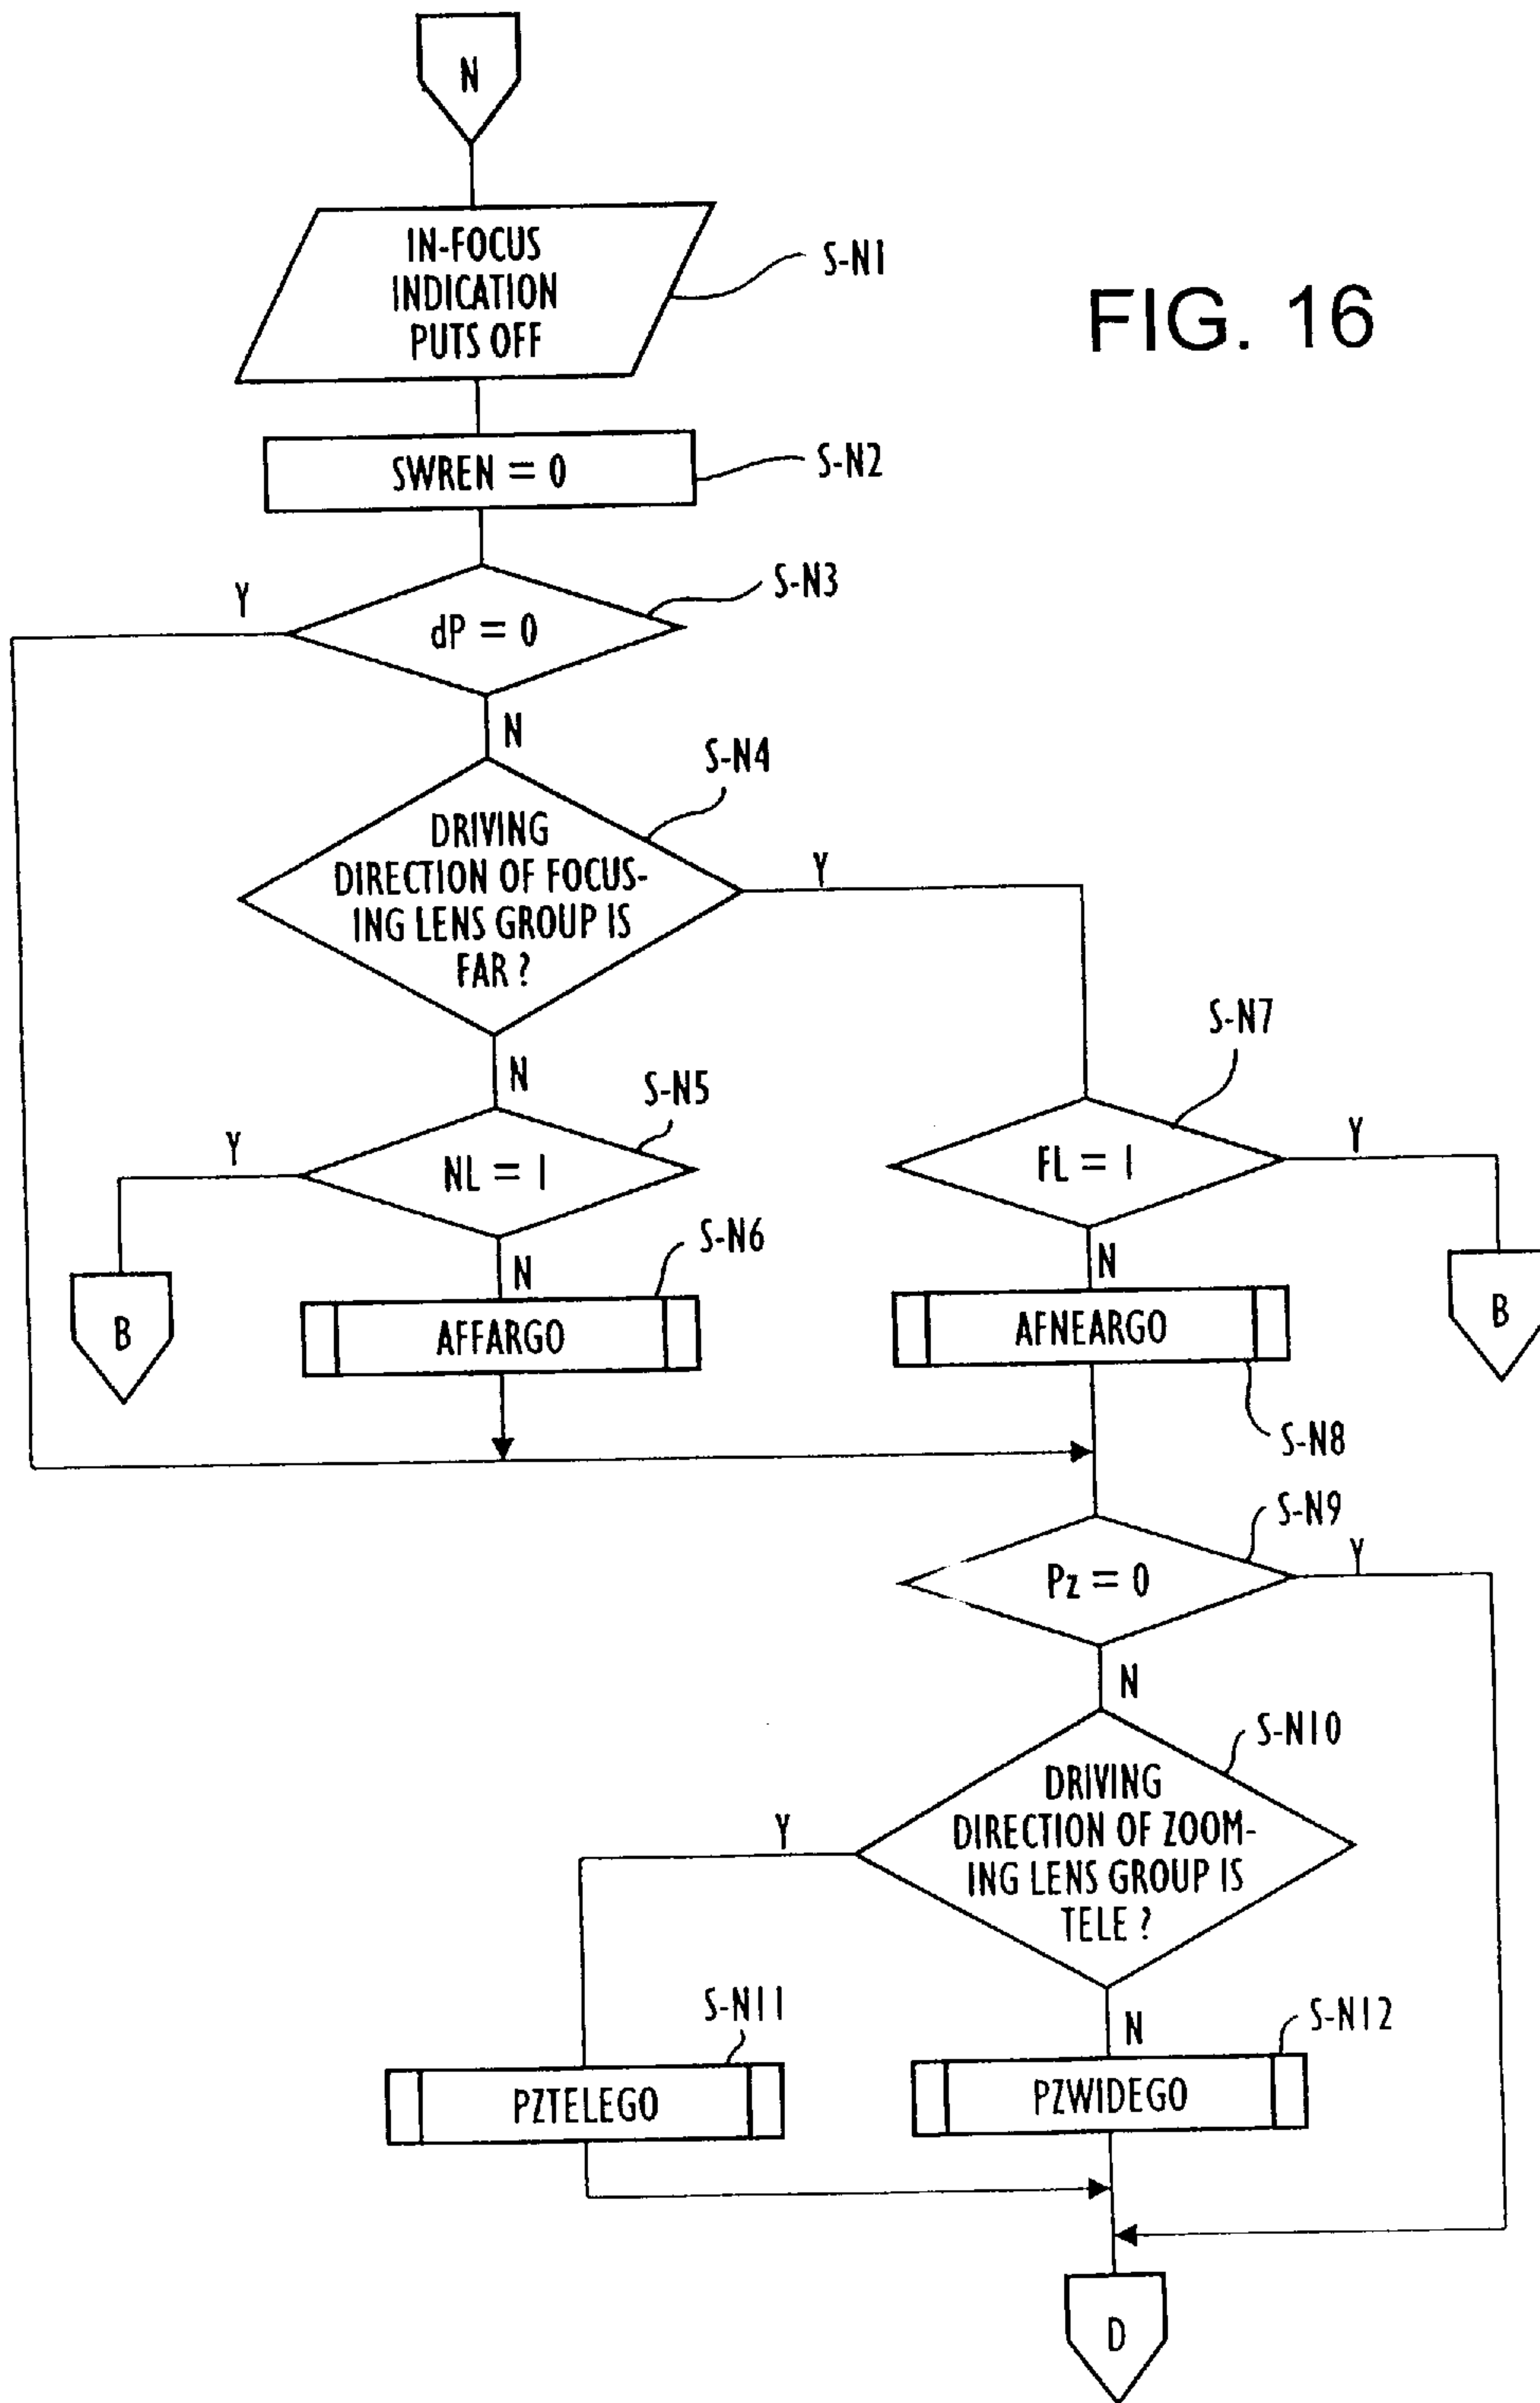 N
IN-FOCUS
INDICATION
PUTS OFF
S-N1
FIG. 16
SWREN = 0
S-N2
Y
dP = 0
S-N3
N
S-N4
DRIVING
DIRECTION OF FOCUS-
ING LENS GROUP IS
FAR ?
Y
N
S-N5
S-N7
Y
NL = 1
FL = 1
Y
N
S-N6
N
B
AFFARGO
AFNEARGO
B
S-N8
S-N9
Pz = 0
Y
N
S-N10
DRIVING
DIRECTION OF ZOOM-
ING LENS GROUP IS
TELE ?
Y
N
S-N11
S-N12
PZTELEGO
PZWIDEGO
D